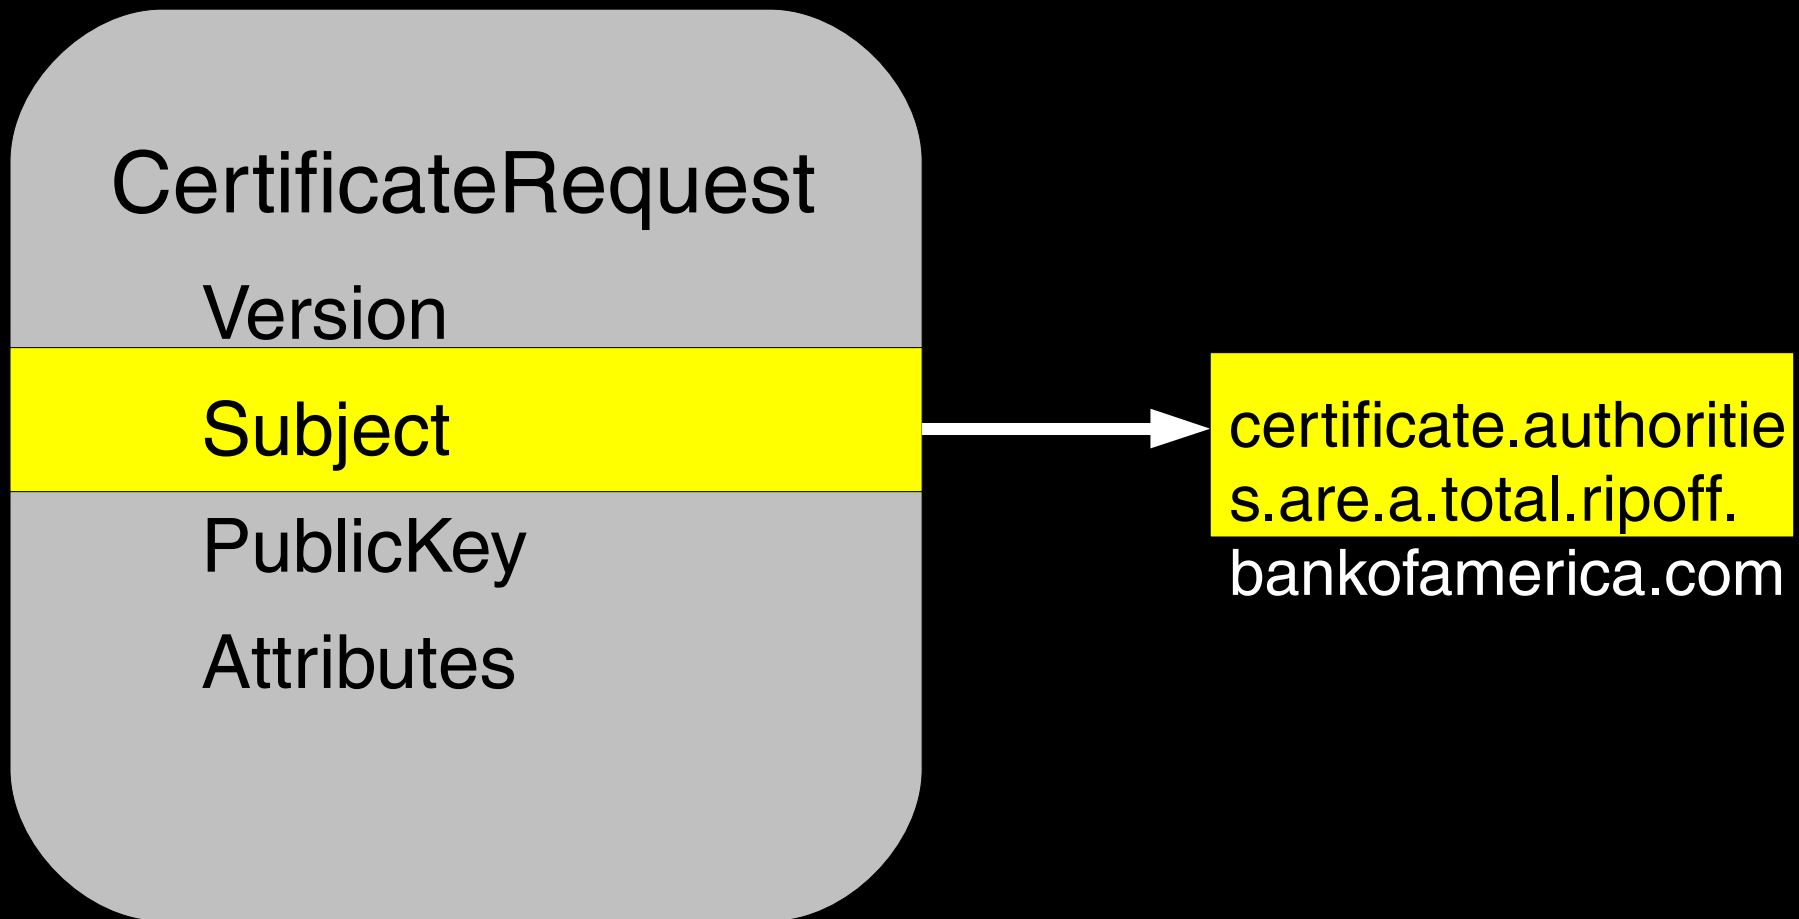 CertificateRequest
Version
Subject
PublicKey
Attributes
certificate.authoritie
s.are.a.total.ripoff.
bankofamerica.com